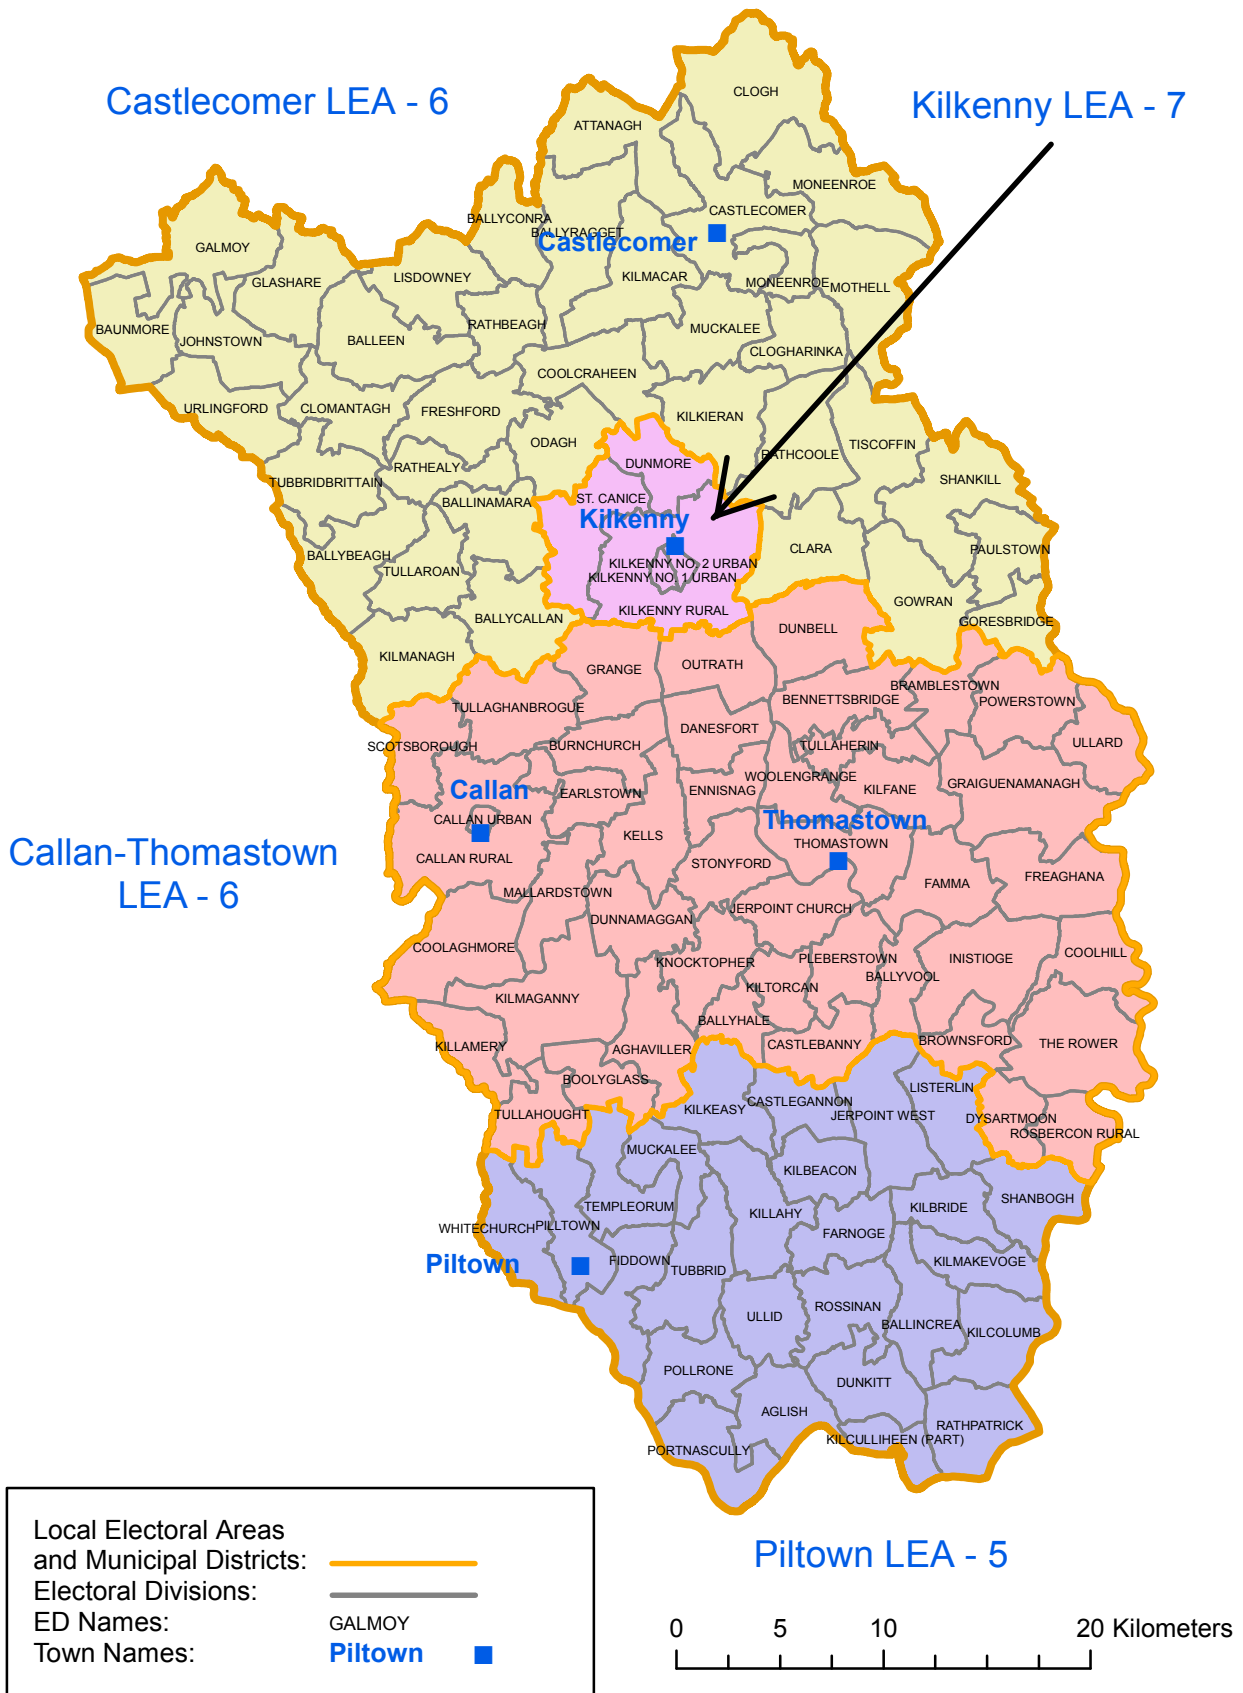 Castlecomer LEA - 6
CLOGH
Kilkenny LEA - 7
ATTANAGH
MONEENROE
CASTLECOMER
BALLYCONRA
BALLYRAGGET
Castlecomer
GALMOY
LISDOWNEY
KILMACAR
GLASHARE
MONEENROE
MOTHELL
BAUNMORE
RATHBEAGH
MUCKALEE
JOHNSTOWN
BALLEEN
CLOGHARINKA
COOLCRAHEEN
URLINGFORD
CLOMANTAGH
FRESHFORD
KILKIERAN
ODAGH
TISCOFFIN
RATHCOOLE
DUNMORE
RATHEALY
SHANKILL
TUBBRIDBRITTAIN
BALLINAMARA
ST. CANICE
Kilkenny
CLARA
PAULSTOWN
BALLYBEAGH
KILKENNY NO. 2 URBAN
TULLAROAN
KILKENNY NO. 1 URBAN
GOWRAN
KILKENNY RURAL
BALLYCALLAN
GORESBRIDGE
DUNBELL
KILMANAGH
GRANGE
OUTRATH
BRAMBLESTOWN
BENNETTSBRIDGE
POWERSTOWN
TULLAGHANBROGUE
DANESFORT
ULLARD
SCOTSBOROUGH
BURNCHURCH
TULLAHERIN
WOOLENGRANGE
GRAIGUENAMANAGH
Callan
EARLSTOWN
ENNISNAG
KILFANE
CALLAN URBAN
Thomastown
KELLS
THOMASTOWN
Callan-Thomastown
LEA - 6
CALLAN RURAL
STONYFORD
FREAGHANA
FAMMA
MALLARDSTOWN
JERPOINT CHURCH
DUNNAMAGGAN
COOLAGHMORE
COOLHILL
KNOCKTOPHER
PLEBERSTOWN
INISTIOGE
BALLYVOOL
KILTORCAN
KILMAGANNY
BALLYHALE
KILLAMERY
AGHAVILLER
CASTLEBANNY
BROWNSFORD
THE ROWER
BOOLYGLASS
LISTERLIN
CASTLEGANNON
KILKEASY
JERPOINT WEST
TULLAHOUGHT
DYSARTMOON
ROSBERCON RURAL
MUCKALEE
KILBEACON
SHANBOGH
TEMPLEORUM
KILLAHY
KILBRIDE
WHITECHURCH
PILLTOWN
FARNOGE
Piltown
FIDDOWN
TUBBRID
KILMAKEVOGE
ROSSINAN
ULLID
BALLINCREA
KILCOLUMB
POLLRONE
DUNKITT
AGLISH
RATHPATRICK
PORTNASCULLY
KILCULLIHEEN (PART)
Piltown LEA - 5
Local Electoral Areas
and Municipal Districts:
Electoral Divisions:
ED Names: GALMOY
Town Names: Piltown
0 5 10 20 Kilometers